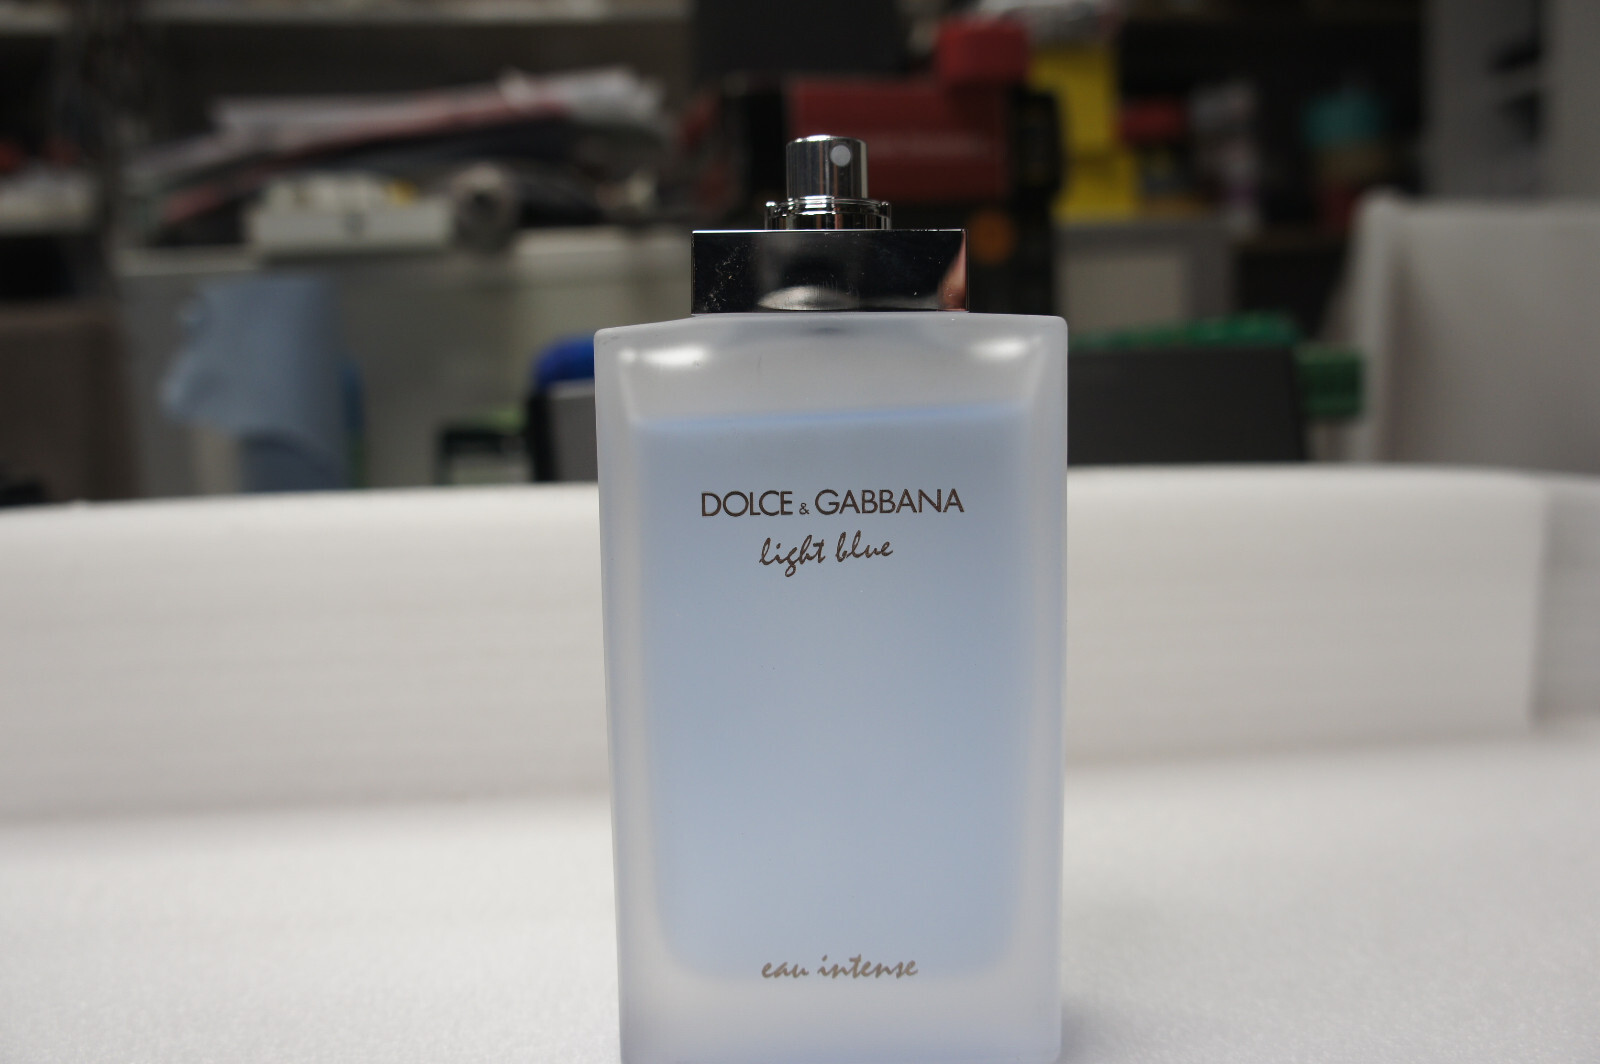 DOLCE & GABBANA
light blue
eau intense